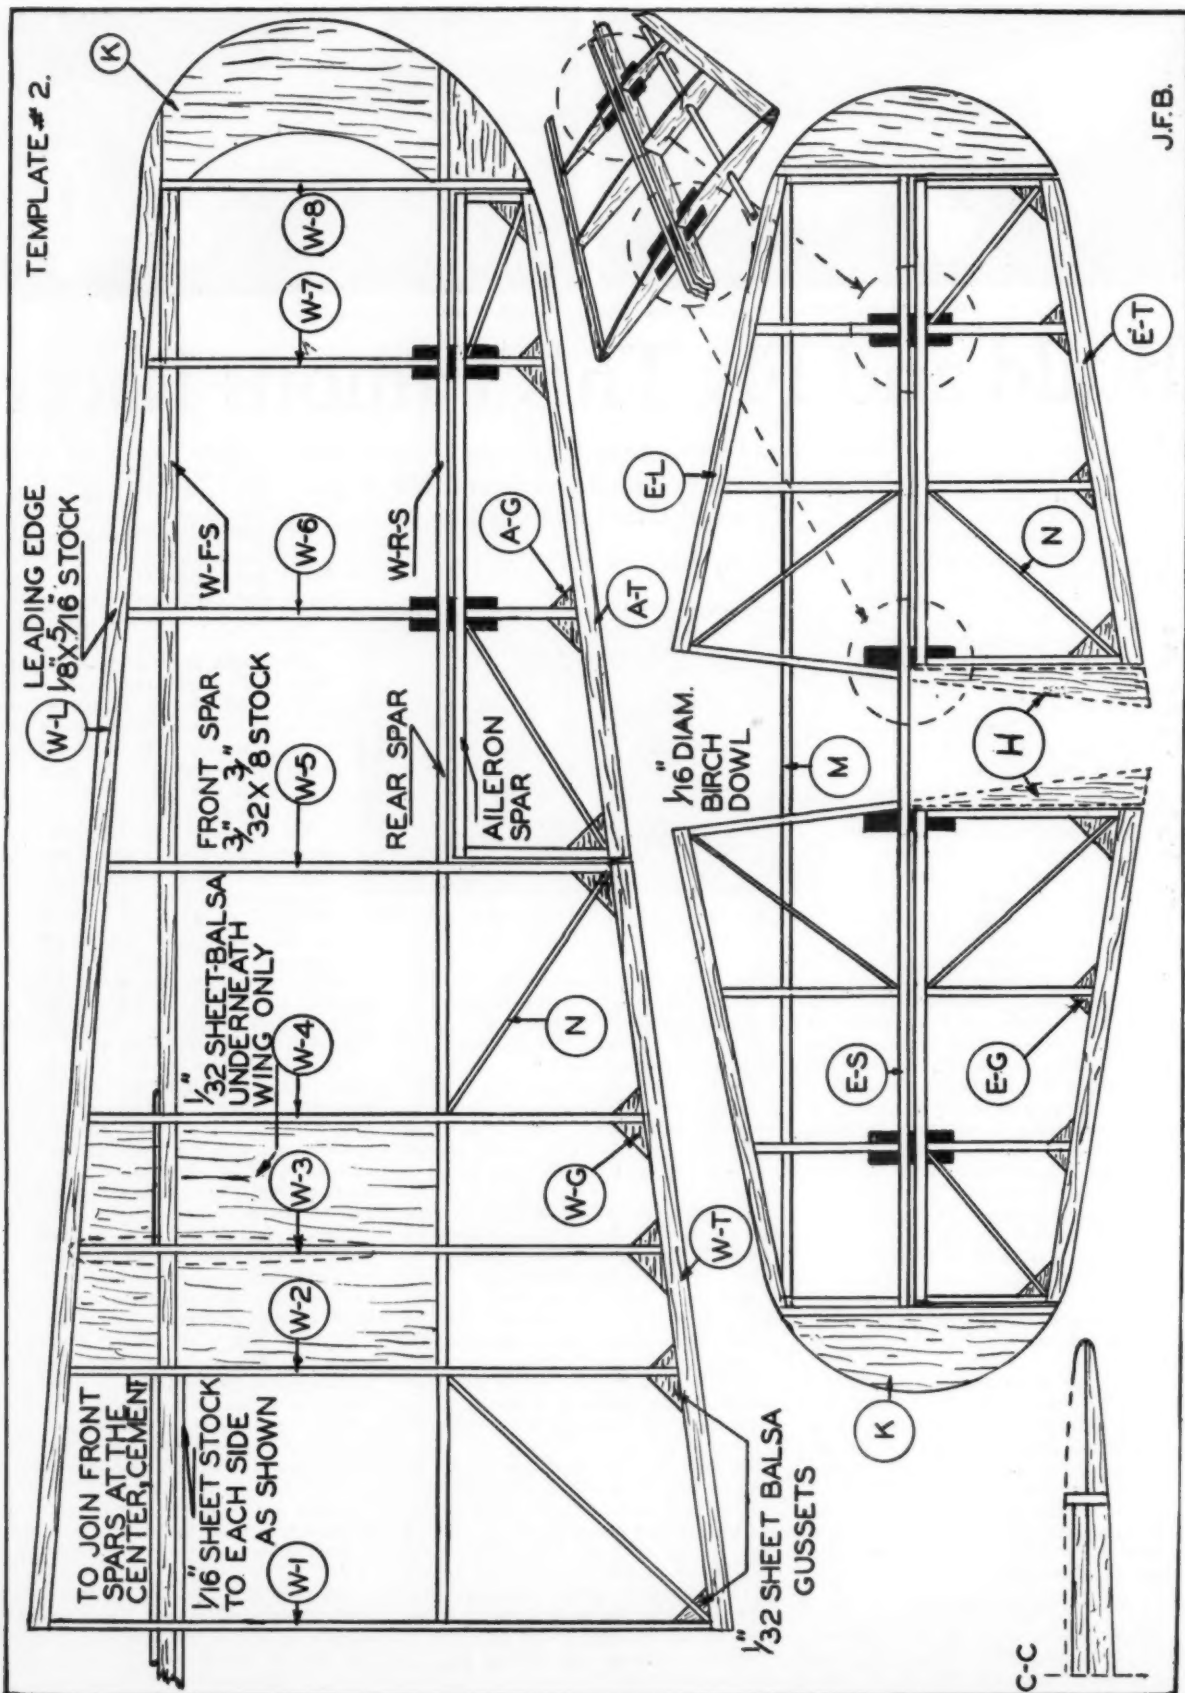 TEMPLATE #2.
K
LEADING EDGE
1/8" X 5/16" STOCK
W-L
W-8
W-7
W-6
W-5
W-4
W-3
W-2
W-1
W-F-S
FRONT SPAR
3/32" X 3/8" STOCK
1/32" SHEET-BALSA
UNDERNEATH
WING ONLY
TO JOIN FRONT
SPARS AT THE
CENTER, CEMENT
1/16" SHEET STOCK
TO EACH SIDE
AS SHOWN
W-R-S
REAR SPAR
AILERON
SPAR
A-G
A-T
N
W-G
W-T
1/32" SHEET BALSA
GUSSETS
E-L
1/16" DIAM.
BIRCH
DOWL
M
H
N
E-T
E-S
E-G
K
C-C
J.F.B.